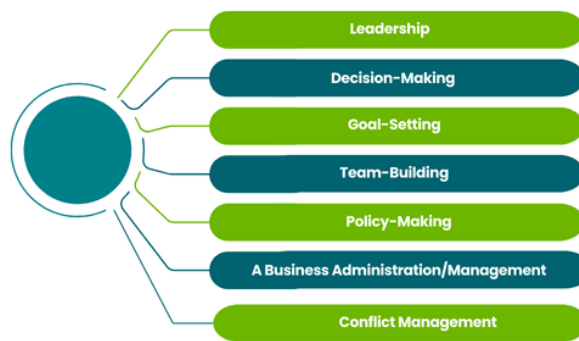 Leadership
Decision-Making
Goal-Setting
Team-Building
Policy-Making
A Business Administration/Management
Conflict Management